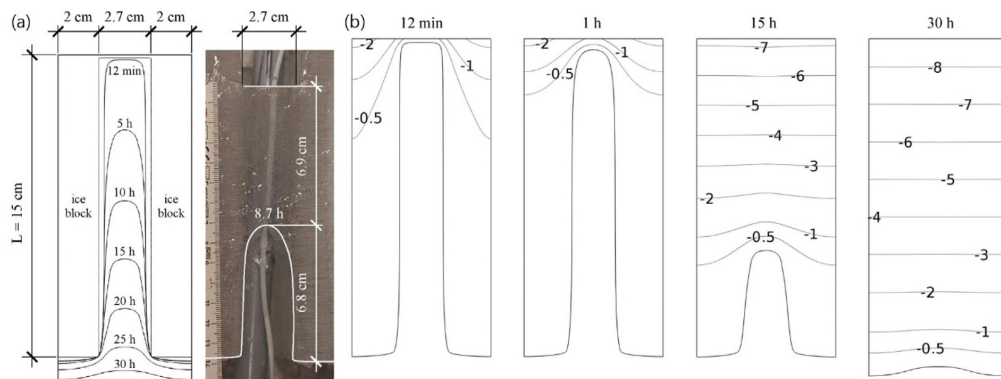 (a)
2 cm 2.7 cm 2 cm
2.7 cm
L = 15 cm
12 min
5 h
10 h
15 h
20 h
25 h
30 h
ice
block
ice
block
6.9 cm
8.7 h
6.8 cm
(b)
12 min
-2
-1
-0.5
1 h
-2
-1
-0.5
15 h
-7
-6
-5
-4
-3
-2
-1
-0.5
30 h
-8
-7
-6
-5
-4
-3
-2
-1
-0.5